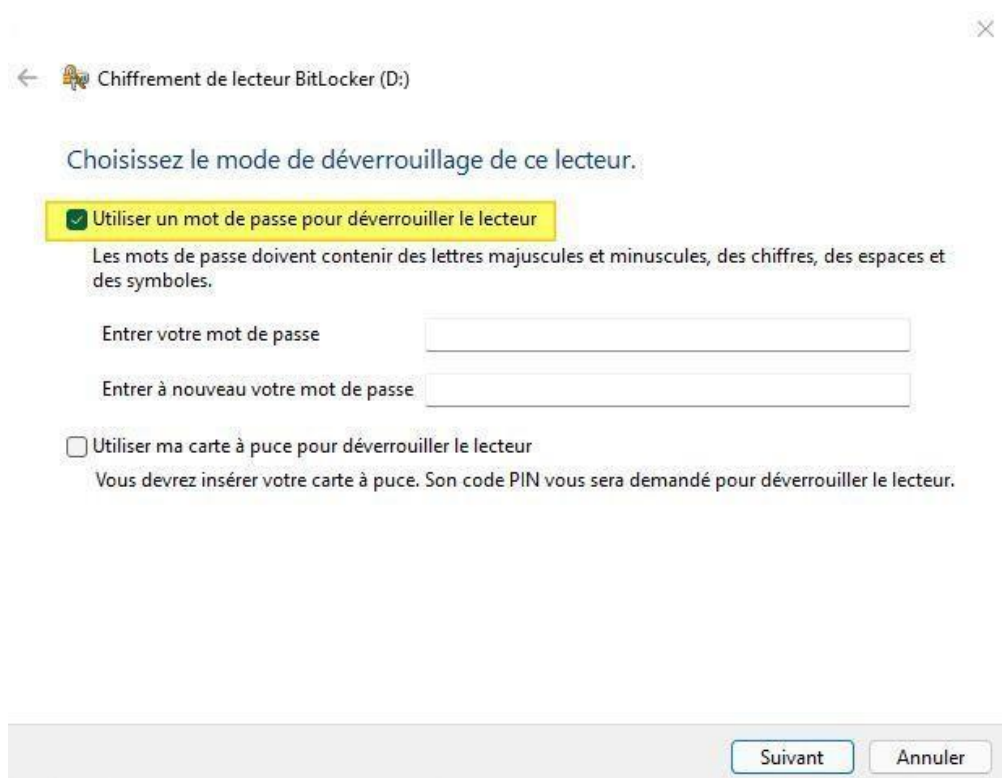 Chiffrement de lecteur BitLocker (D:)
Choisissez le mode de déverrouillage de ce lecteur.
Utiliser un mot de passe pour déverrouiller le lecteur
Les mots de passe doivent contenir des lettres majuscules et minuscules, des chiffres, des espaces et
des symboles.
Entrer votre mot de passe
Entrer à nouveau votre mot de passe
Utiliser ma carte à puce pour déverrouiller le lecteur
Vous devrez insérer votre carte à puce. Son code PIN vous sera demandé pour déverrouiller le lecteur.
Suivant Annuler